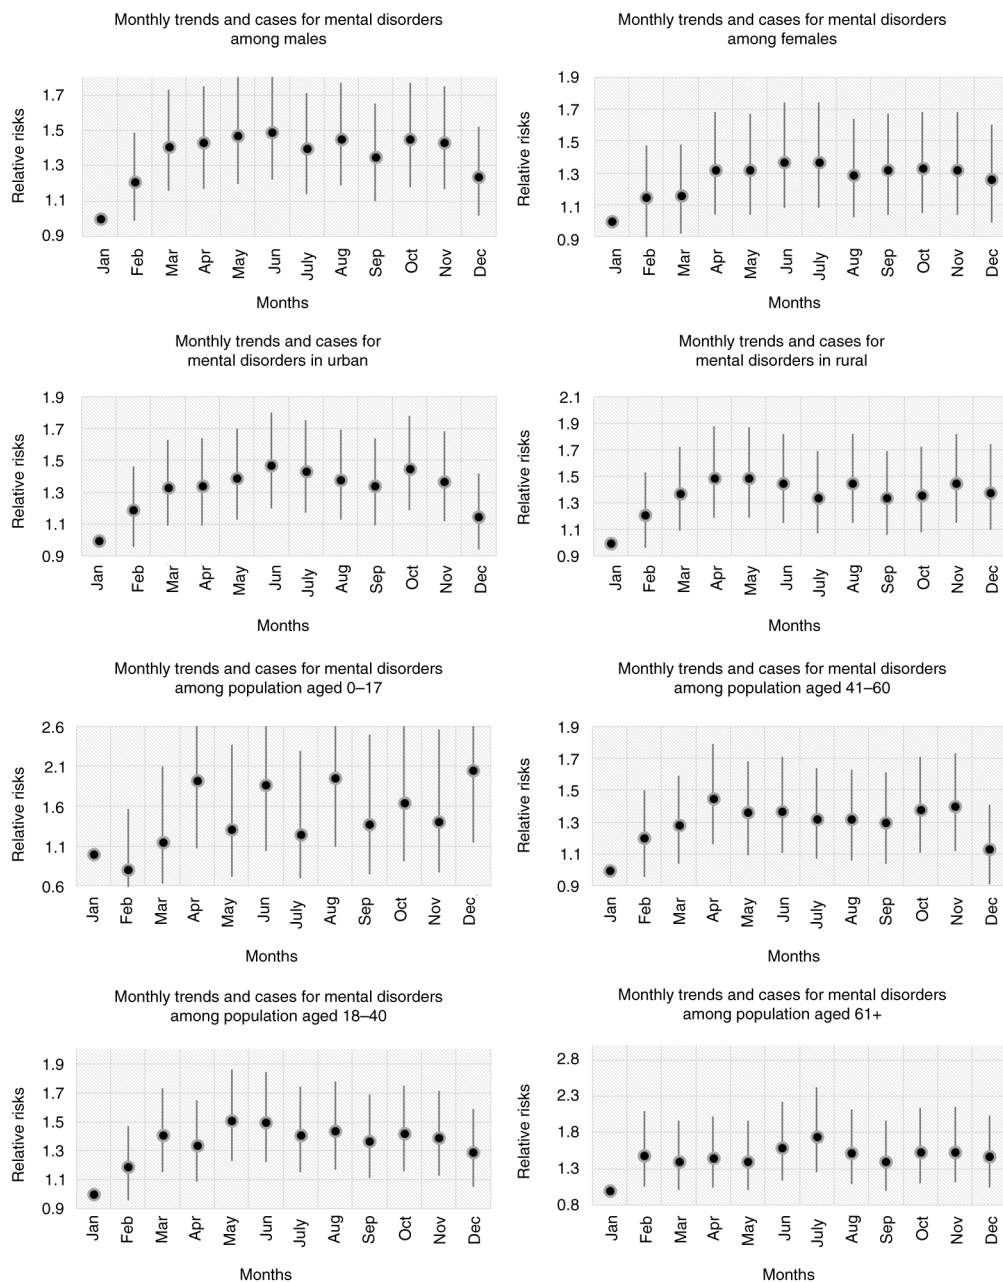 Monthly trends and cases for mental disorders
among males
Relative risks
1.7
1.5
1.3
1.1
0.9
Jan Feb Mar Apr May Jun July Aug Sep Oct Nov Dec
Months
Monthly trends and cases for mental disorders
among females
Relative risks
1.9
1.7
1.5
1.3
1.1
0.9
Jan Feb Mar Apr May Jun July Aug Sep Oct Nov Dec
Months
Monthly trends and cases for
mental disorders in urban
Relative risks
1.9
1.7
1.5
1.3
1.1
0.9
Jan Feb Mar Apr May Jun July Aug Sep Oct Nov Dec
Months
Monthly trends and cases for
mental disorders in rural
Relative risks
2.1
1.9
1.7
1.5
1.3
1.1
0.9
Jan Feb Mar Apr May Jun July Aug Sep Oct Nov Dec
Months
Monthly trends and cases for mental disorders
among population aged 0–17
Relative risks
2.6
2.1
1.6
1.1
0.6
Jan Feb Mar Apr May Jun July Aug Sep Oct Nov Dec
Months
Monthly trends and cases for mental disorders
among population aged 41–60
Relative risks
1.9
1.7
1.5
1.3
1.1
0.9
Jan Feb Mar Apr May Jun July Aug Sep Oct Nov Dec
Months
Monthly trends and cases for mental disorders
among population aged 18–40
Relative risks
1.9
1.7
1.5
1.3
1.1
0.9
Jan Feb Mar Apr May Jun July Aug Sep Oct Nov Dec
Months
Monthly trends and cases for mental disorders
among population aged 61+
Relative risks
2.8
2.3
1.8
1.3
0.8
Jan Feb Mar Apr May Jun July Aug Sep Oct Nov Dec
Months